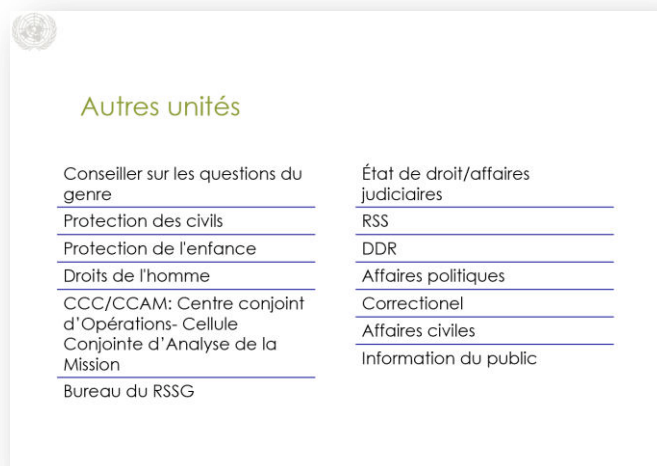 Autres unités
Conseiller sur les questions du
genre
Protection des civils
Protection de l'enfance
Droits de l'homme
CCC/CCAM: Centre conjoint
d’Opérations- Cellule
Conjointe d’Analyse de la
Mission
Bureau du RSSG
État de droit/affaires
judiciaires
RSS
DDR
Affaires politiques
Correctionel
Affaires civiles
Information du public